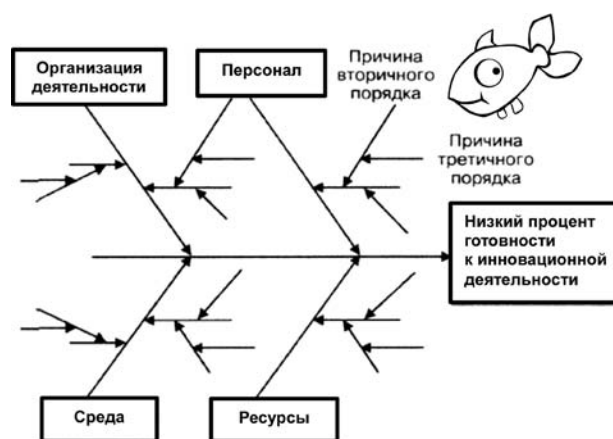 Организация
деятельности
Персонал
Причина
вторичного
порядка
Причина
третичного
порядка
Низкий процент
готовности
к инновационной
деятельности
Среда
Ресурсы